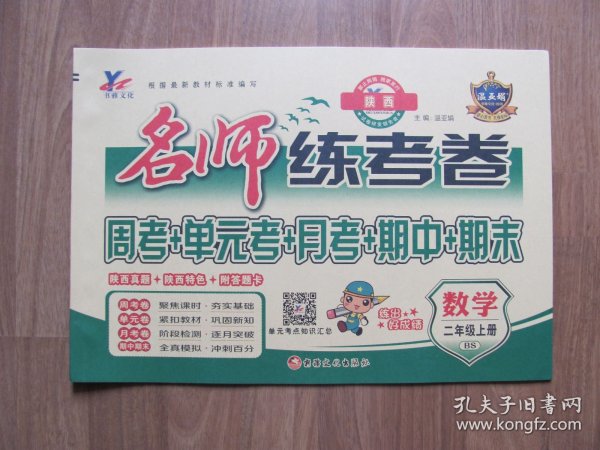 书雅文化
根据最新教材标准编写
陕西
主编:温亚娟
名师练考卷
周考+单元考+月考+期中+期末
陕西真题+陕西特色+附答题卡
周考卷 聚焦课时·夯实基础
单元卷 紧扣教材·巩固新知
月考卷 阶段检测·逐月突破
期中期末 全真模拟·冲刺百分
单元考点知识汇总
练出
好成绩
数学
二年级上册
BS
孔夫子旧书网
www.kongfz.com